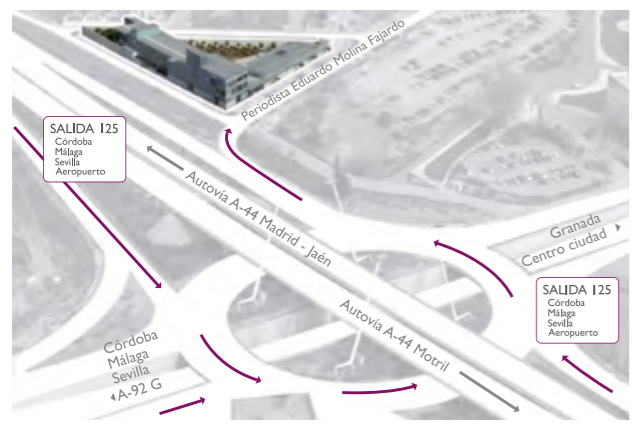 Periodista Eduardo Molina Fajardo
SALIDA 125
Córdoba
Málaga
Sevilla
Aeropuerto
Autovía A-44 Madrid - Jaén
Granada
Centro ciudad
SALIDA 125
Córdoba
Málaga
Sevilla
Aeropuerto
Autovía A-44 Motril
Córdoba
Málaga
Sevilla
A-92 G